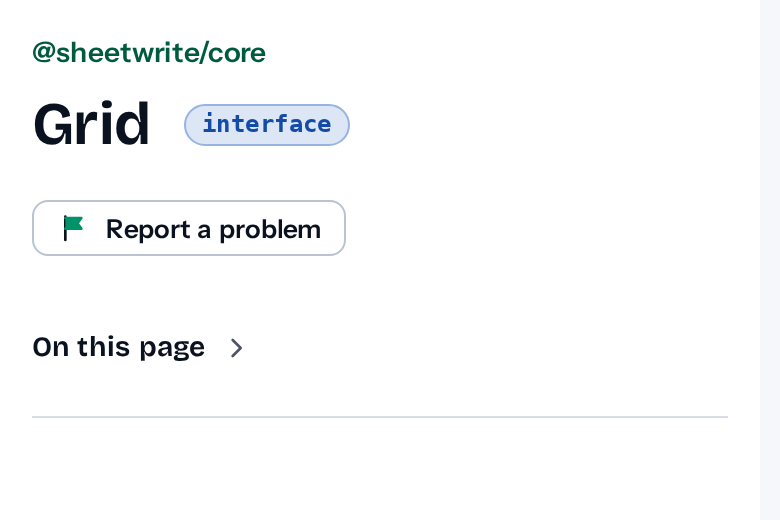 @sheetwrite/core
Grid interface
Report a problem
On this page